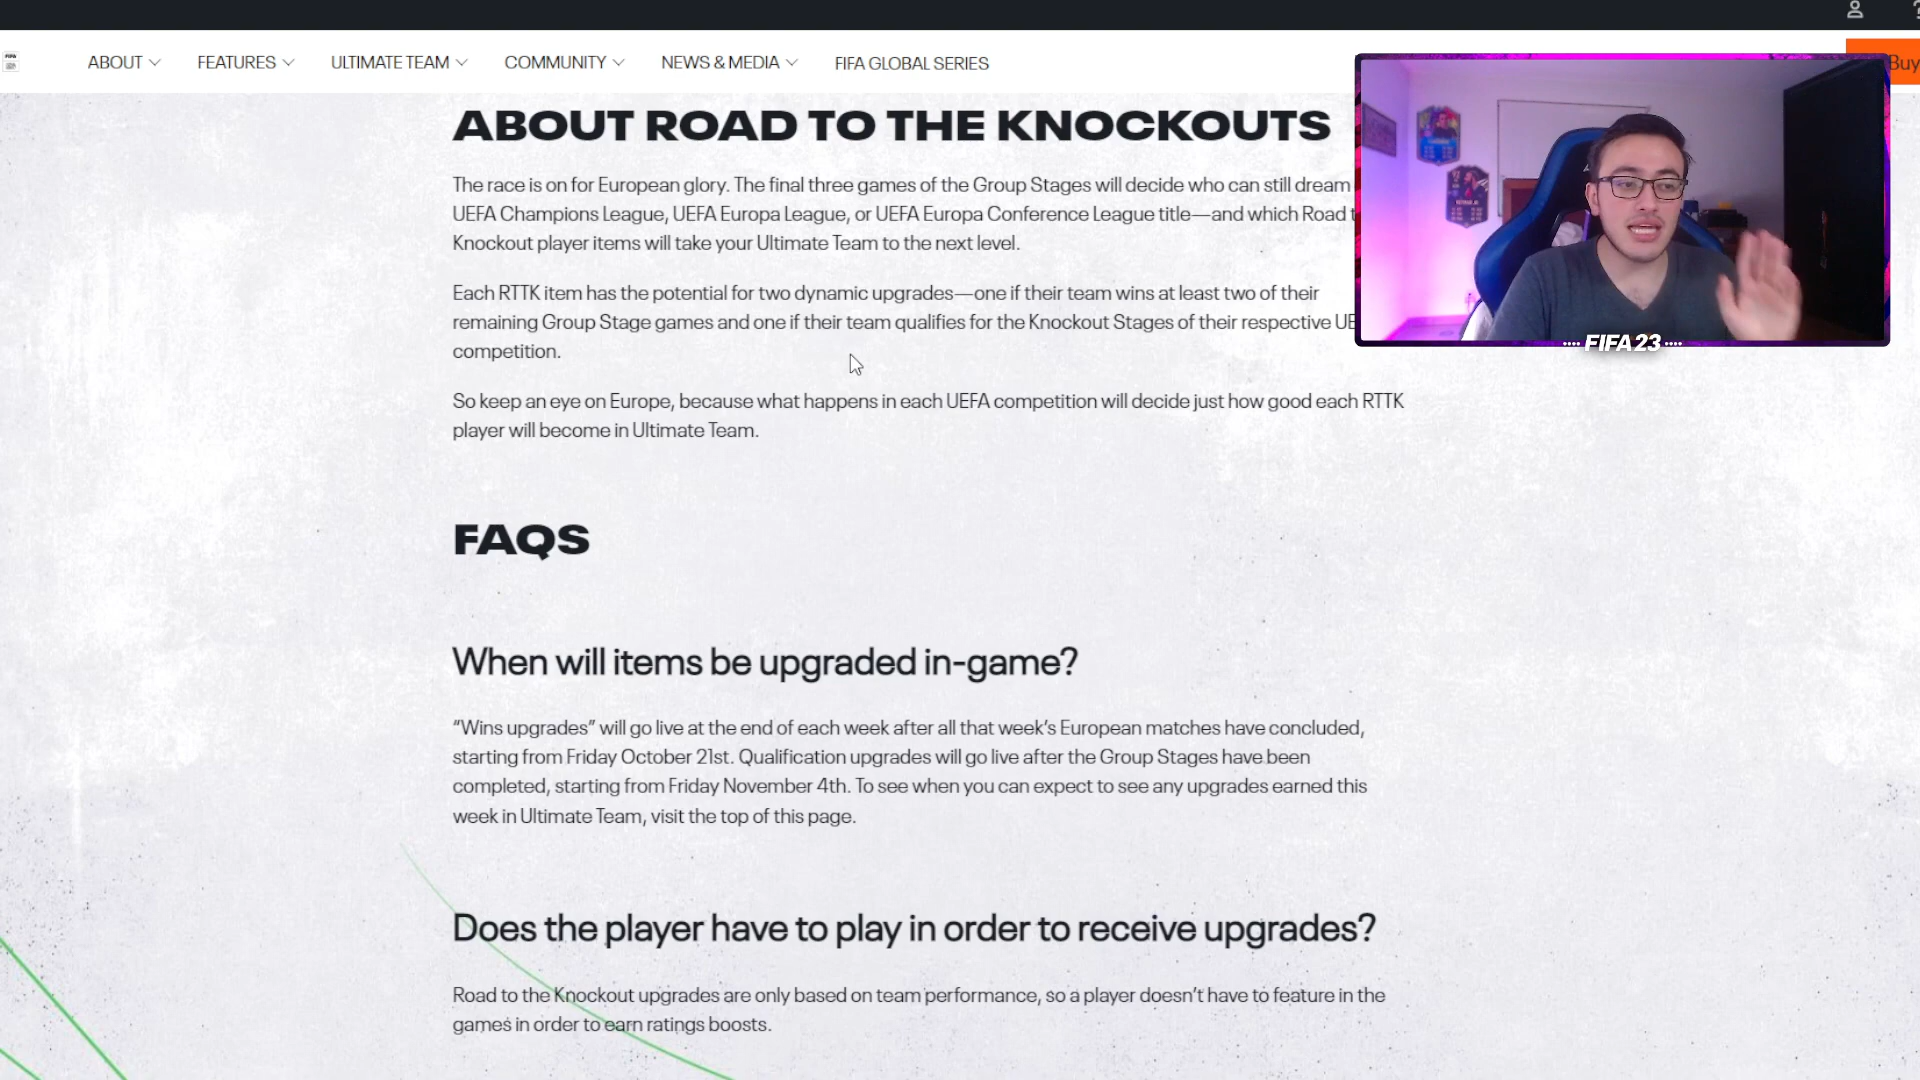 ABOUT
FEATURES
ULTIMATE TEAM
COMMUNITY
NEWS & MEDIA
FIFA GLOBAL SERIES
Buy
ABOUT ROAD TO THE KNOCKOUTS
The race is on for European glory. The final three games of the Group Stages will decide who can still dream
UEFA Champions League, UEFA Europa League, or UEFA Europa Conference League title—and which Road t
Knockout player items will take your Ultimate Team to the next level.
Each RTTK item has the potential for two dynamic upgrades—one if their team wins at least two of their
remaining Group Stage games and one if their team qualifies for the Knockout Stages of their respective UE
competition.
So keep an eye on Europe, because what happens in each UEFA competition will decide just how good each RTTK
player will become in Ultimate Team.
FIFA 23
FAQS
When will items be upgraded in-game?
“Wins upgrades” will go live at the end of each week after all that week’s European matches have concluded,
starting from Friday October 21st. Qualification upgrades will go live after the Group Stages have been
completed, starting from Friday November 4th. To see when you can expect to see any upgrades earned this
week in Ultimate Team, visit the top of this page.
Does the player have to play in order to receive upgrades?
Road to the Knockout upgrades are only based on team performance, so a player doesn’t have to feature in the
games in order to earn ratings boosts.